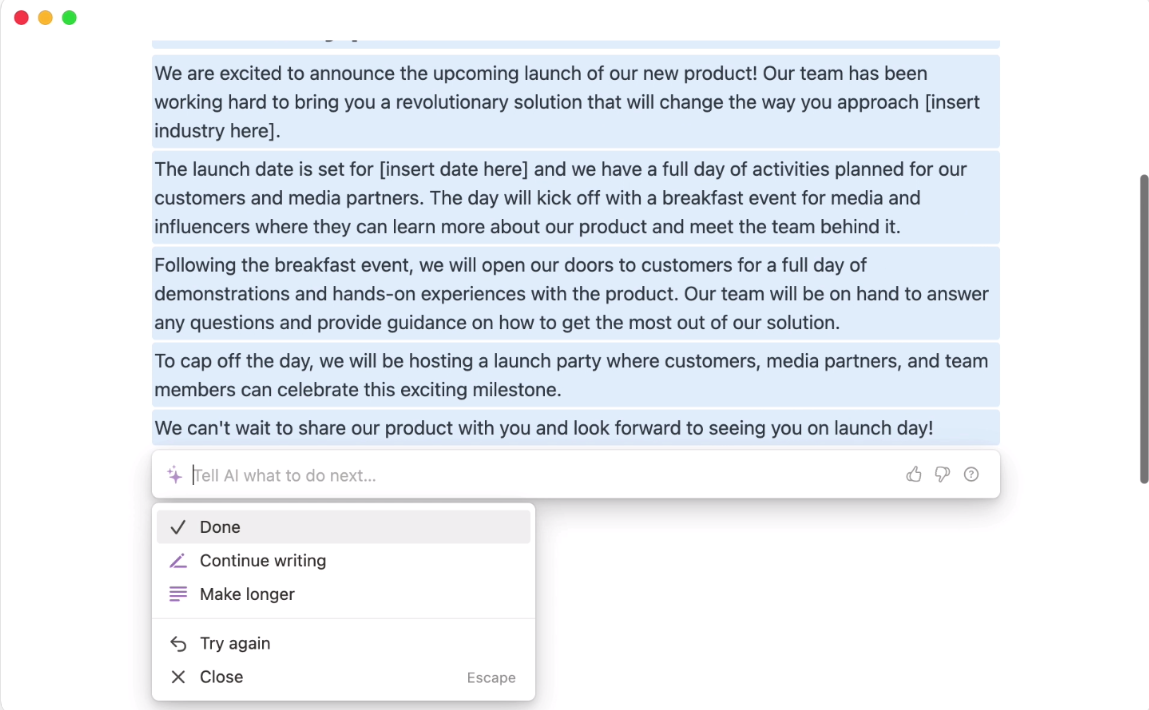 We are excited to announce the upcoming launch of our new product! Our team has been
working hard to bring you a revolutionary solution that will change the way you approach [insert
industry here].
The launch date is set for [insert date here] and we have a full day of activities planned for our
customers and media partners. The day will kick off with a breakfast event for media and
influencers where they can learn more about our product and meet the team behind it.
Following the breakfast event, we will open our doors to customers for a full day of
demonstrations and hands-on experiences with the product. Our team will be on hand to answer
any questions and provide guidance on how to get the most out of our solution.
To cap off the day, we will be hosting a launch party where customers, media partners, and team
members can celebrate this exciting milestone.
We can't wait to share our product with you and look forward to seeing you on launch day!
Tell AI what to do next...
Done
Continue writing
Make longer
Try again
Close Escape